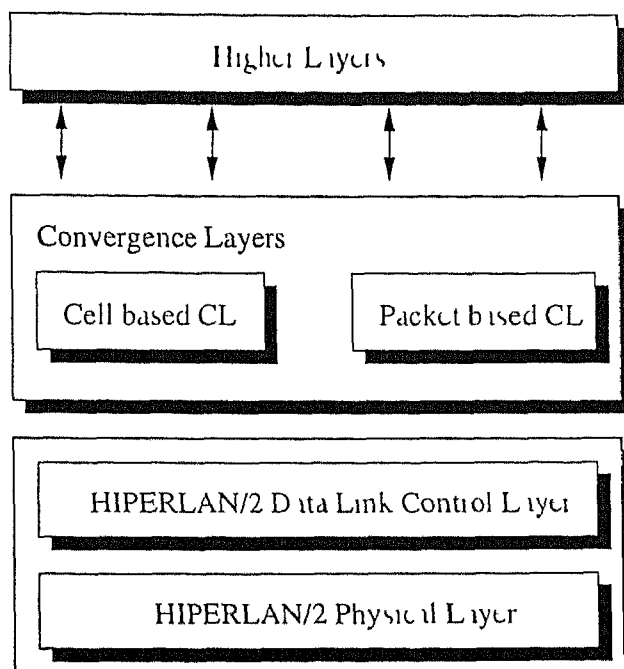 Higher Layers
Convergence Layers
Cell based CL
Packet based CL
HIPERLAN/2 Data Link Control Layer
HIPERLAN/2 Physical Layer